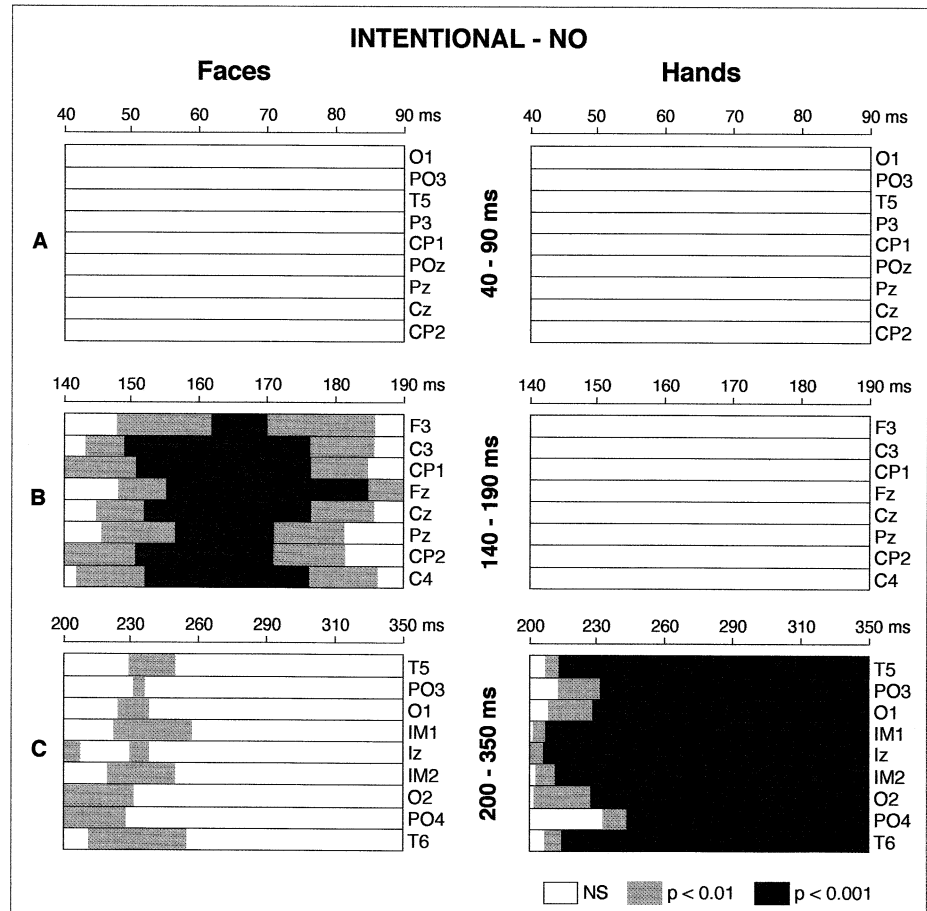 INTENTIONAL - NO
Faces
Hands
40 50 60 70 80 90 ms
40 50 60 70 80 90 ms
A
40 - 90 ms
O1
PO3
T5
P3
CP1
POz
Pz
Cz
CP2
O1
PO3
T5
P3
CP1
POz
Pz
Cz
CP2
140 150 160 170 180 190 ms
140 150 160 170 180 190 ms
B
140 - 190 ms
F3
C3
CP1
Fz
Cz
Pz
CP2
C4
F3
C3
CP1
Fz
Cz
Pz
CP2
C4
200 230 260 290 310 350 ms
200 230 260 290 310 350 ms
C
200 - 350 ms
T5
PO3
O1
IM1
Iz
IM2
O2
PO4
T6
T5
PO3
O1
IM1
Iz
IM2
O2
PO4
T6
NS p < 0.01 p < 0.001